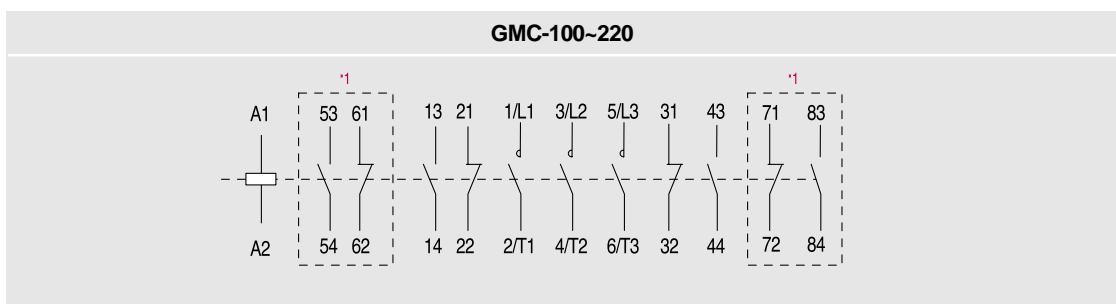 GMC-100~220
*1 *1
A1 53 61 13 21 1/L1 3/L2 5/L3 31 43 71 83
A2 54 62 14 22 2/T1 4/T2 6/T3 32 44 72 84